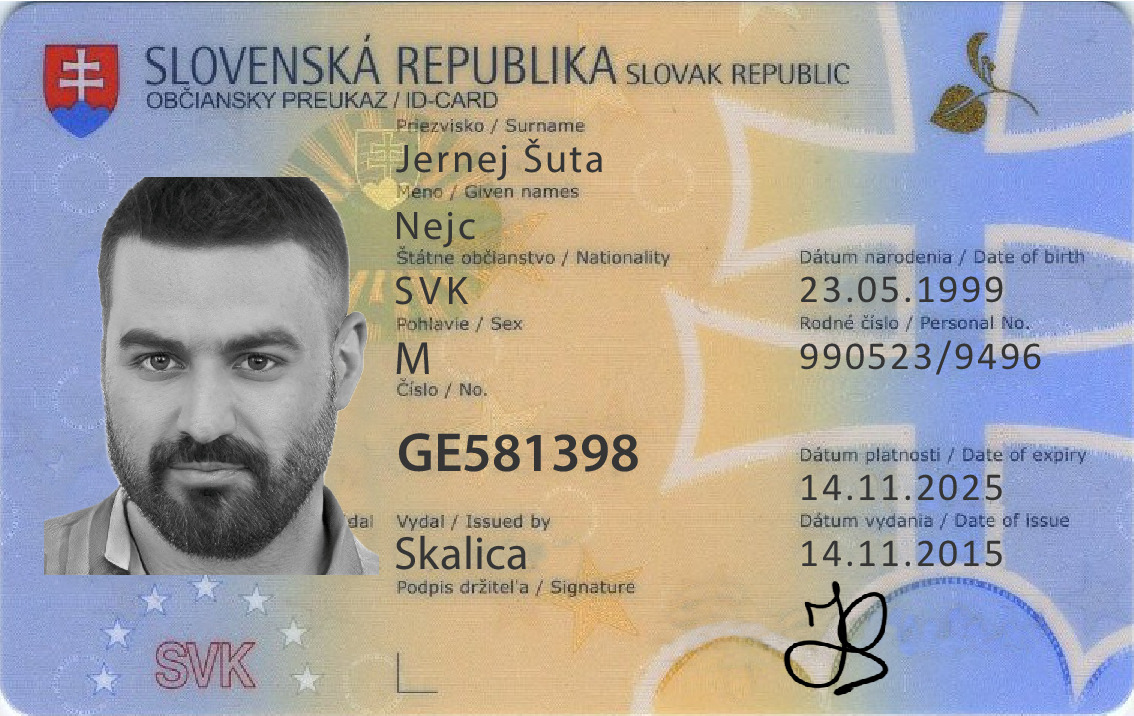 SLOVENSKÁ REPUBLIKA SLOVAK REPUBLIC
OBČIANSKY PREUKAZ / ID-CARD
Priezvisko / Surname
Jernej Šuta
Meno / Given names
Nejc
Štátne občianstvo / Nationality
SVK
Pohlavie / Sex
M
Číslo / No.
GE581398
Dátum narodenia / Date of birth
23.05.1999
Rodné číslo / Personal No.
990523/9496
Dátum platnosti / Date of expiry
14.11.2025
Dátum vydania / Date of issue
14.11.2015
dal Vydal / Issued by
Skalica
Podpis držiteľa / Signature
SVK